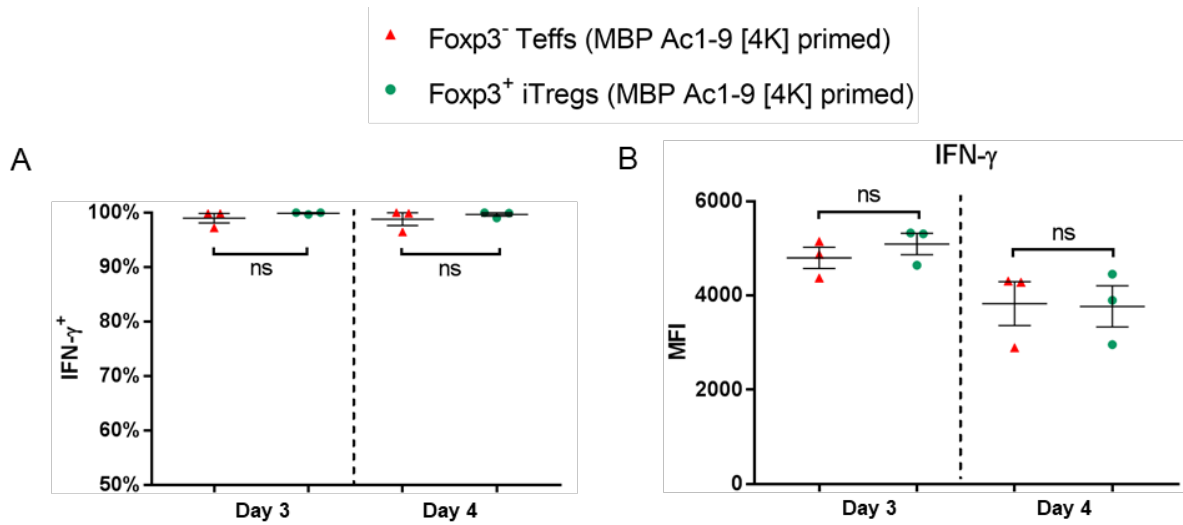 Foxp3⁻ Teffs (MBP Ac1-9 [4K] primed)
Foxp3⁺ iTregs (MBP Ac1-9 [4K] primed)
A
IFN-γ⁺
100%
90%
80%
70%
60%
50%
ns
ns
Day 3
Day 4
B
IFN-γ
MFI
6000
4000
2000
0
ns
ns
Day 3
Day 4